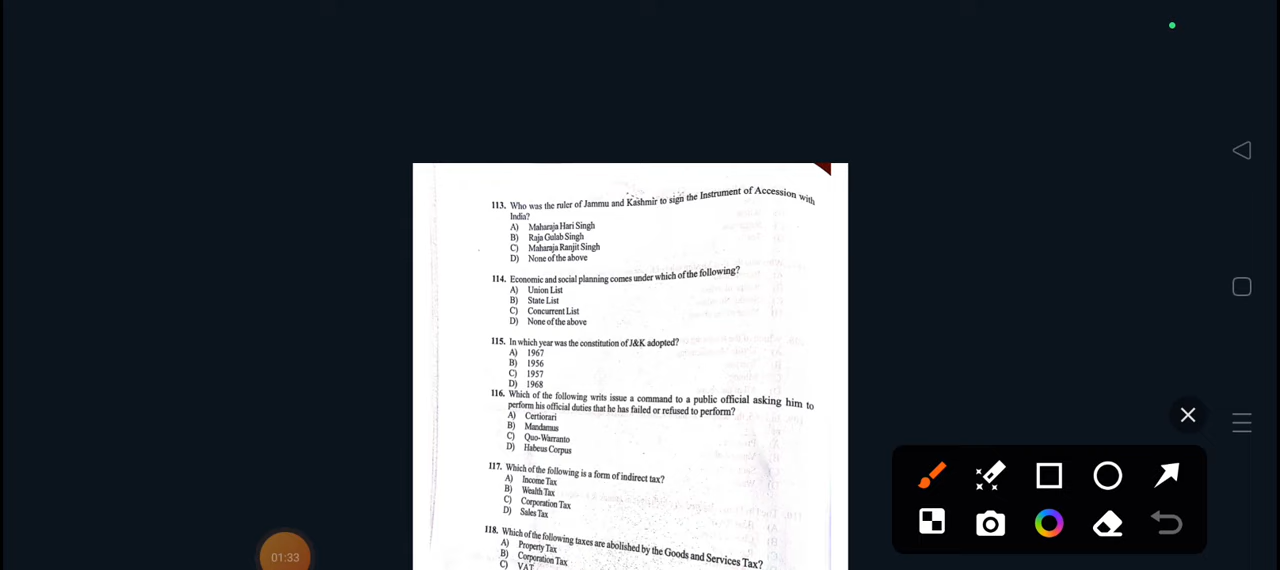 113. Who was the ruler of Jammu and Kashmir to sign the Instrument of Accession with
India?
A) Maharaja Hari Singh
B) Raja Gulab Singh
C) Maharaja Ranjit Singh
D) None of the above
114. Economic and social planning comes under which of the following?
A) Union List
B) State List
C) Concurrent List
D) None of the above
115. In which year was the constitution of J&K adopted?
A) 1967
B) 1956
C) 1957
D) 1968
116. Which of the following writs issue a command to a public official asking him to
perform his official duties that he has failed or refused to perform?
A) Certiorari
B) Mandamus
C) Quo-Warranto
D) Habeus Corpus
117. Which of the following is a form of indirect tax?
A) Income Tax
B) Wealth Tax
C) Corporation Tax
D) Sales Tax
118. Which of the following taxes are abolished by the Goods and Services Tax?
A) Property Tax
B) Corporation Tax
C) VAT
01:33